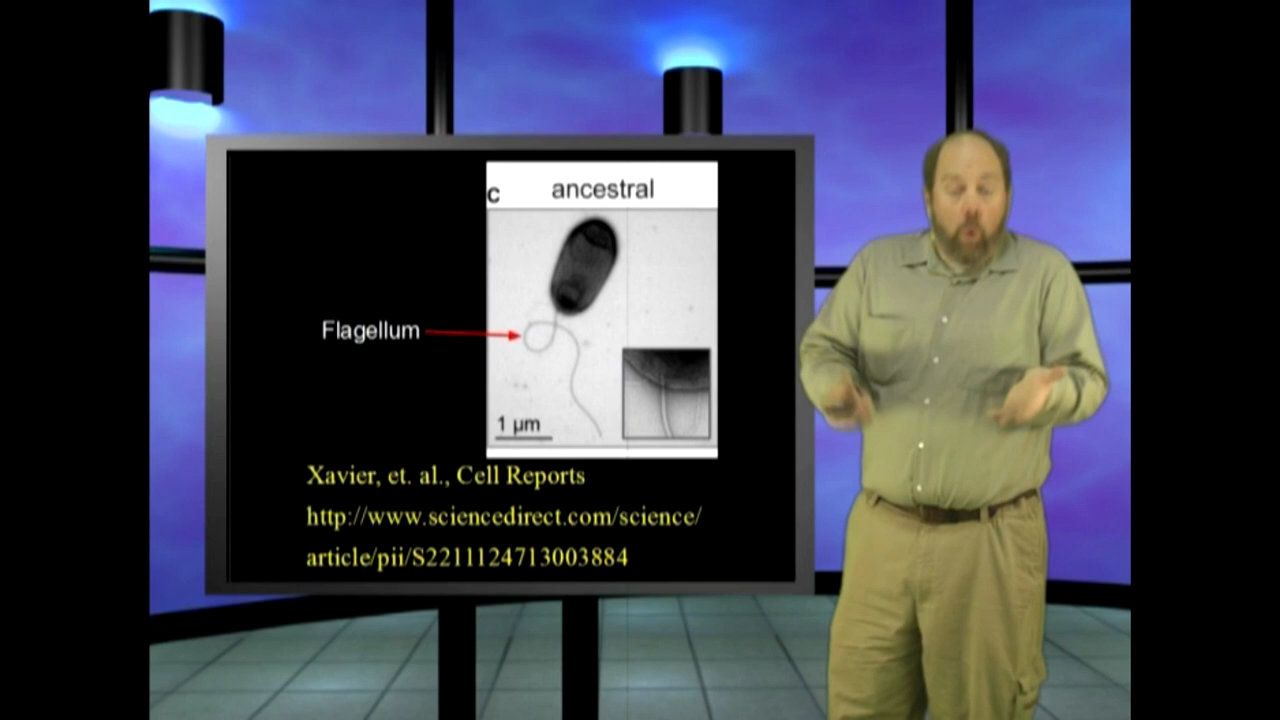 c ancestral
Flagellum
1 µm
Xavier, et. al., Cell Reports
http://www.sciencedirect.com/science/
article/pii/S2211124713003884